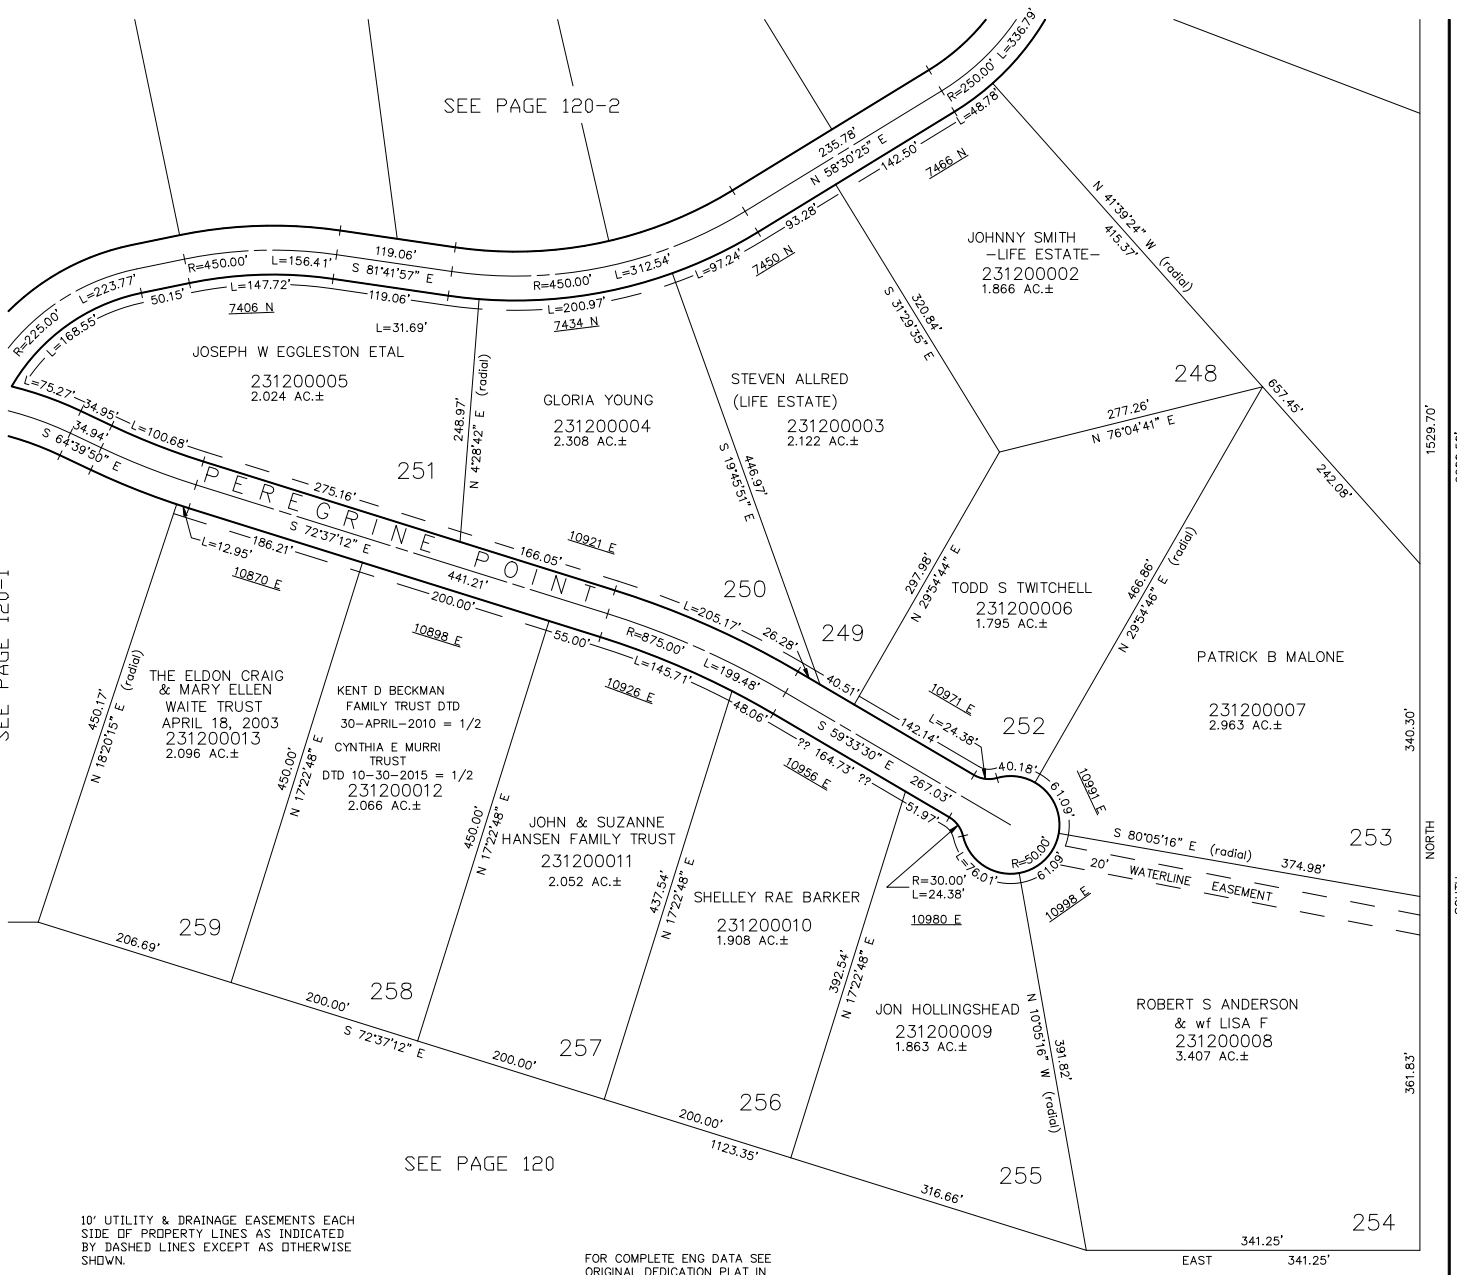 SEE PAGE 120-2
L=336.79'
R=250.00'
L=48.78'
235.78'
N 58°30'25" E
142.50'
7466 N
93.28'
7450 N
L=97.24'
L=312.54'
R=450.00'
L=200.97'
7434 N
119.06'
S 81°41'57" E
119.06'
L=156.41'
R=450.00'
L=147.72'
7406 N
L=223.77'
50.15'
R=225.00'
L=168.55'
L=31.69'
JOSEPH W EGGLESTON ETAL
231200005
2.024 AC.±
248.97'
N 4°28'42" E (radial)
251
GLORIA YOUNG
231200004
2.308 AC.±
STEVEN ALLRED
(LIFE ESTATE)
231200003
2.122 AC.±
446.97'
S 19°45'51" E
JOHNNY SMITH
-LIFE ESTATE-
231200002
1.866 AC.±
N 41°39'24" W (radial)
415.37'
320.84'
S 31°29'35" E
248
657.45'
277.26'
N 76°04'41" E
242.08'
1529.70'
L=75.27'
34.95'
L=100.68'
34.94'
S 64°39'50" E
PEREGRINE POINT
275.16'
S 72°37'12" E
441.21'
166.05'
10921 E
L=12.95'
186.21'
10870 E
200.00'
10898 E
55.00'
R=875.00'
L=205.17'
L=199.48'
L=145.71'
10926 E
26.28'
250
249
40.51'
48.06'
S 59°33'30" E
?? 164.73' ??
10956 E
267.03'
51.97'
142.14'
L=24.38'
10971 E
252
297.98'
N 29°54'44" E
TODD S TWITCHELL
231200006
1.795 AC.±
466.86'
N 29°54'46" E (radial)
PATRICK B MALONE
231200007
2.963 AC.±
340.30'
40.18'
61.09'
10991 E
R=50.00'
L=76.01'
61.09'
R=30.00'
L=24.38'
10980 E
10998 E
S 80°05'16" E (radial)
374.98'
20' WATERLINE EASEMENT
253
NORTH
SEE PAGE 120-1
450.17'
N 18°20'15" E (radial)
THE ELDON CRAIG
& MARY ELLEN
WAITE TRUST
APRIL 18, 2003
231200013
2.096 AC.±
450.00'
N 17°22'48" E
KENT D BECKMAN
FAMILY TRUST DTD
30-APRIL-2010 = 1/2
CYNTHIA E MURRI
TRUST
DTD 10-30-2015 = 1/2
231200012
2.066 AC.±
450.00'
N 17°22'48" E
JOHN & SUZANNE
HANSEN FAMILY TRUST
231200011
2.052 AC.±
437.54'
N 17°22'48" E
SHELLEY RAE BARKER
231200010
1.908 AC.±
392.54'
N 17°22'48" E
JON HOLLINGSHEAD
231200009
1.863 AC.±
391.82'
N 10°05'16" W (radial)
ROBERT S ANDERSON
& wf LISA F
231200008
3.407 AC.±
361.83'
259
206.69'
258
200.00'
S 72°37'12" E
257
200.00'
256
200.00'
1123.35'
255
316.66'
254
341.25'
EAST 341.25'
SEE PAGE 120
10' UTILITY & DRAINAGE EASEMENTS EACH
SIDE OF PROPERTY LINES AS INDICATED
BY DASHED LINES EXCEPT AS OTHERWISE
SHOWN.
FOR COMPLETE ENG DATA SEE
ORIGINAL DEDICATION PLAT IN